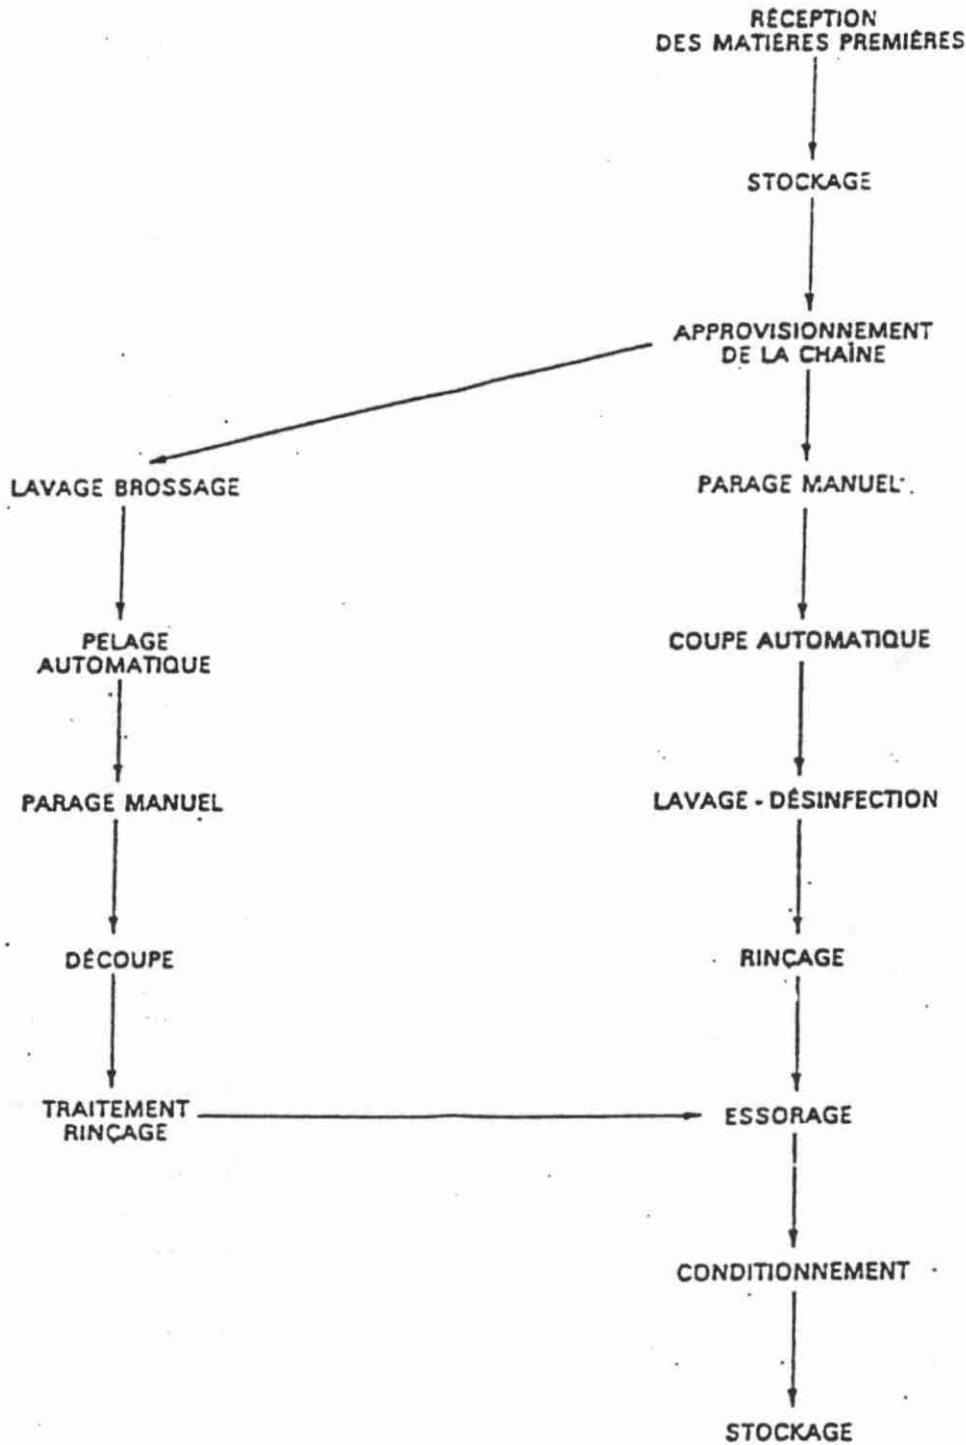 RÉCEPTION
DES MATIÈRES PREMIÈRES
STOCKAGE
APPROVISIONNEMENT
DE LA CHAÎNE
LAVAGE BROSSAGE
PARAGE MANUEL
PELAGE
AUTOMATIQUE
COUPE AUTOMATIQUE
PARAGE MANUEL
LAVAGE - DÉSINFECTION
DÉCOUPE
RINÇAGE
TRAITEMENT
RINÇAGE
ESSORAGE
CONDITIONNEMENT
STOCKAGE